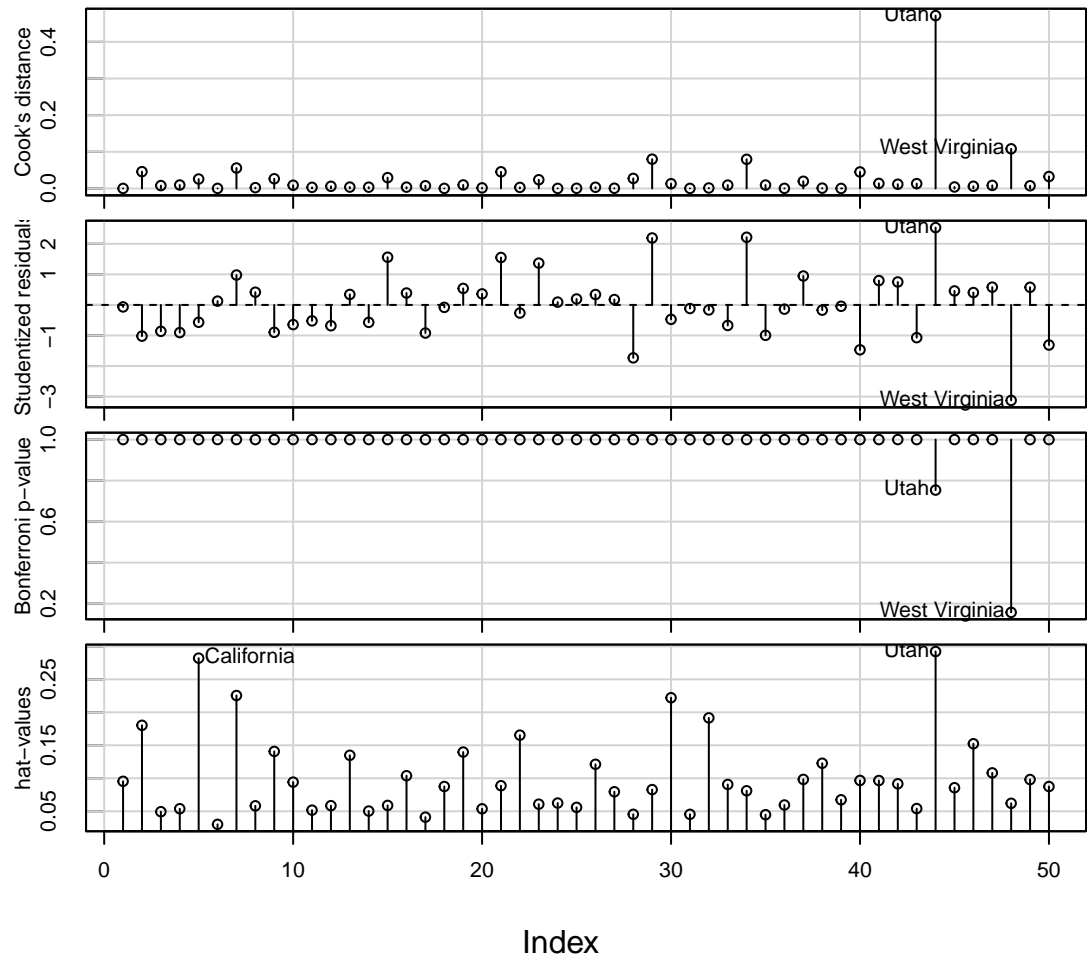 Cook's distance
0.0 0.2 0.4
Utah
West Virginia
Studentized residuals
−3 −1 1 2
Utah
West Virginia
Bonferroni p−value
0.2 0.6 1.0
Utah
West Virginia
hat−values
0.05 0.15 0.25
California
Utah
0 10 20 30 40 50
Index